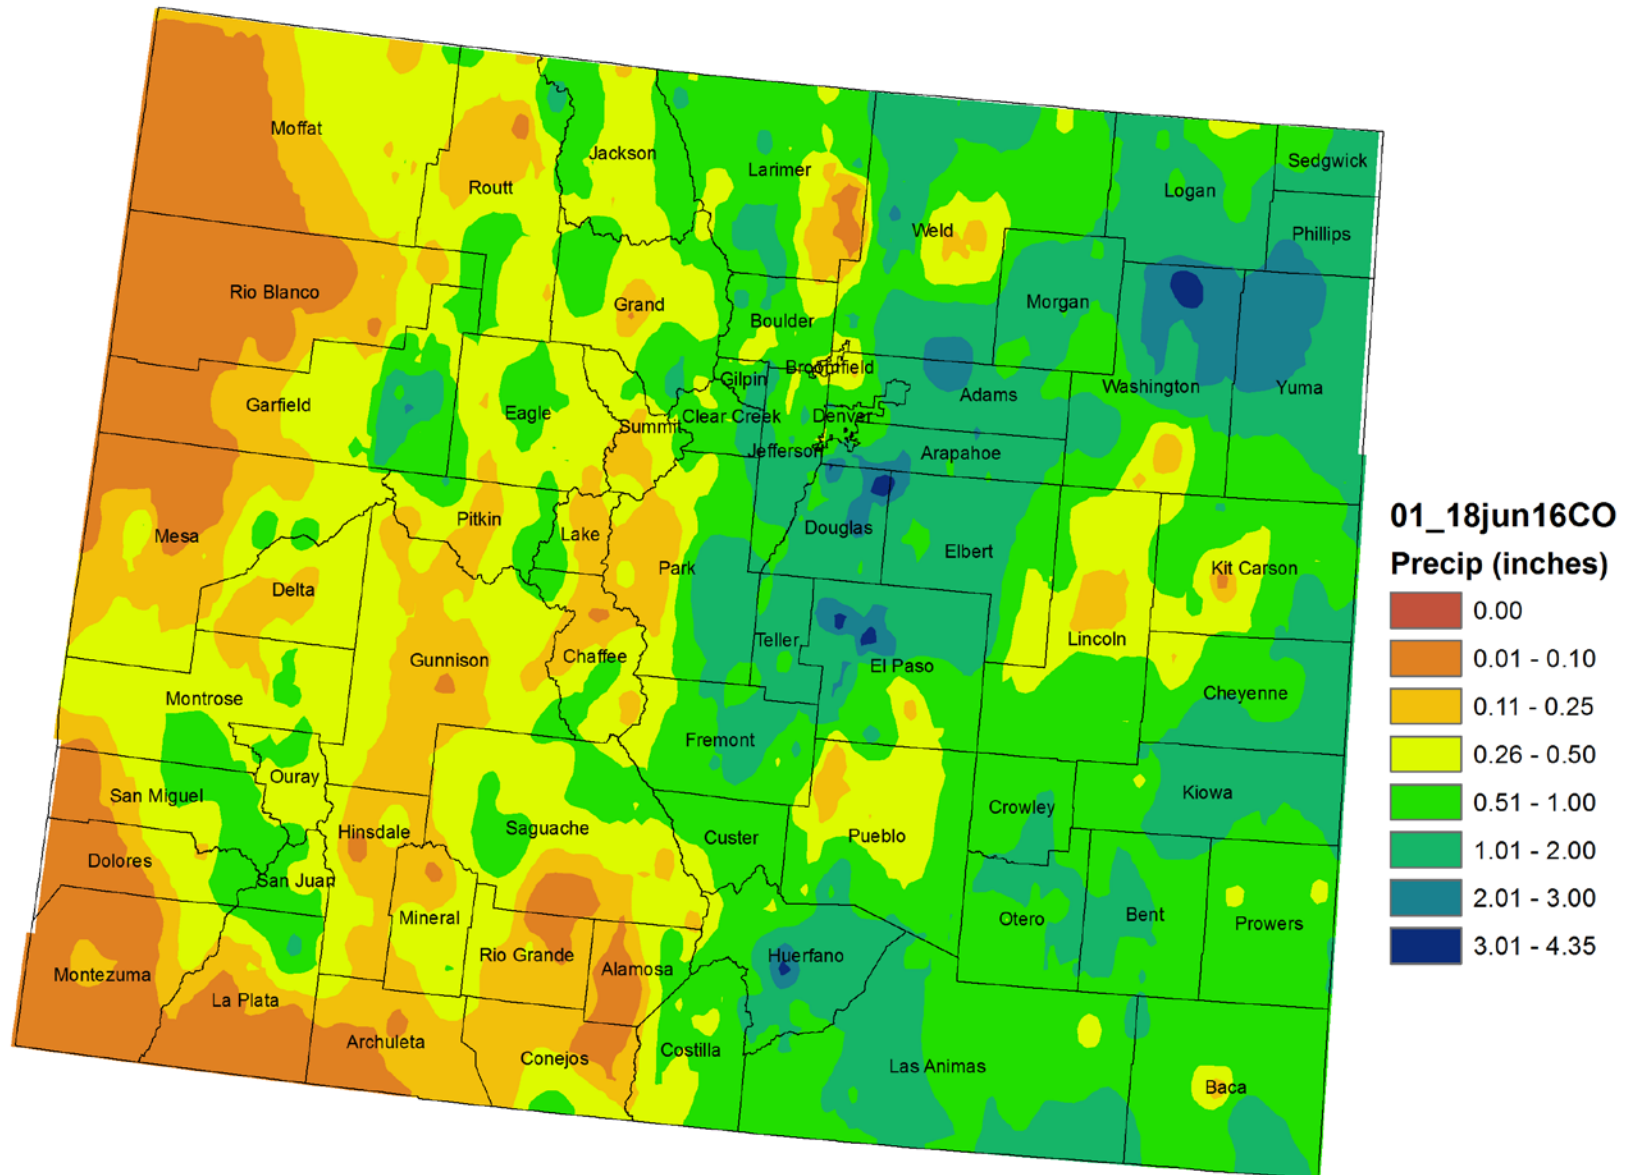 Moffat
Routt
Jackson
Larimer
Weld
Logan
Sedgwick
Phillips
Rio Blanco
Grand
Boulder
Morgan
Garfield
Eagle
Summit
Gilpin
Clear Creek
Broomfield
Denver
Jefferson
Adams
Arapahoe
Washington
Yuma
Mesa
Pitkin
Lake
Park
Douglas
Elbert
Kit Carson
Delta
Gunnison
Chaffee
Teller
El Paso
Lincoln
Cheyenne
Montrose
Fremont
Ouray
San Miguel
Hinsdale
Saguache
Custer
Pueblo
Crowley
Kiowa
Dolores
San Juan
Mineral
Rio Grande
Alamosa
Huerfano
Otero
Bent
Prowers
Montezuma
La Plata
Archuleta
Conejos
Costilla
Las Animas
Baca
01_18jun16CO
Precip (inches)
0.00
0.01 - 0.10
0.11 - 0.25
0.26 - 0.50
0.51 - 1.00
1.01 - 2.00
2.01 - 3.00
3.01 - 4.35